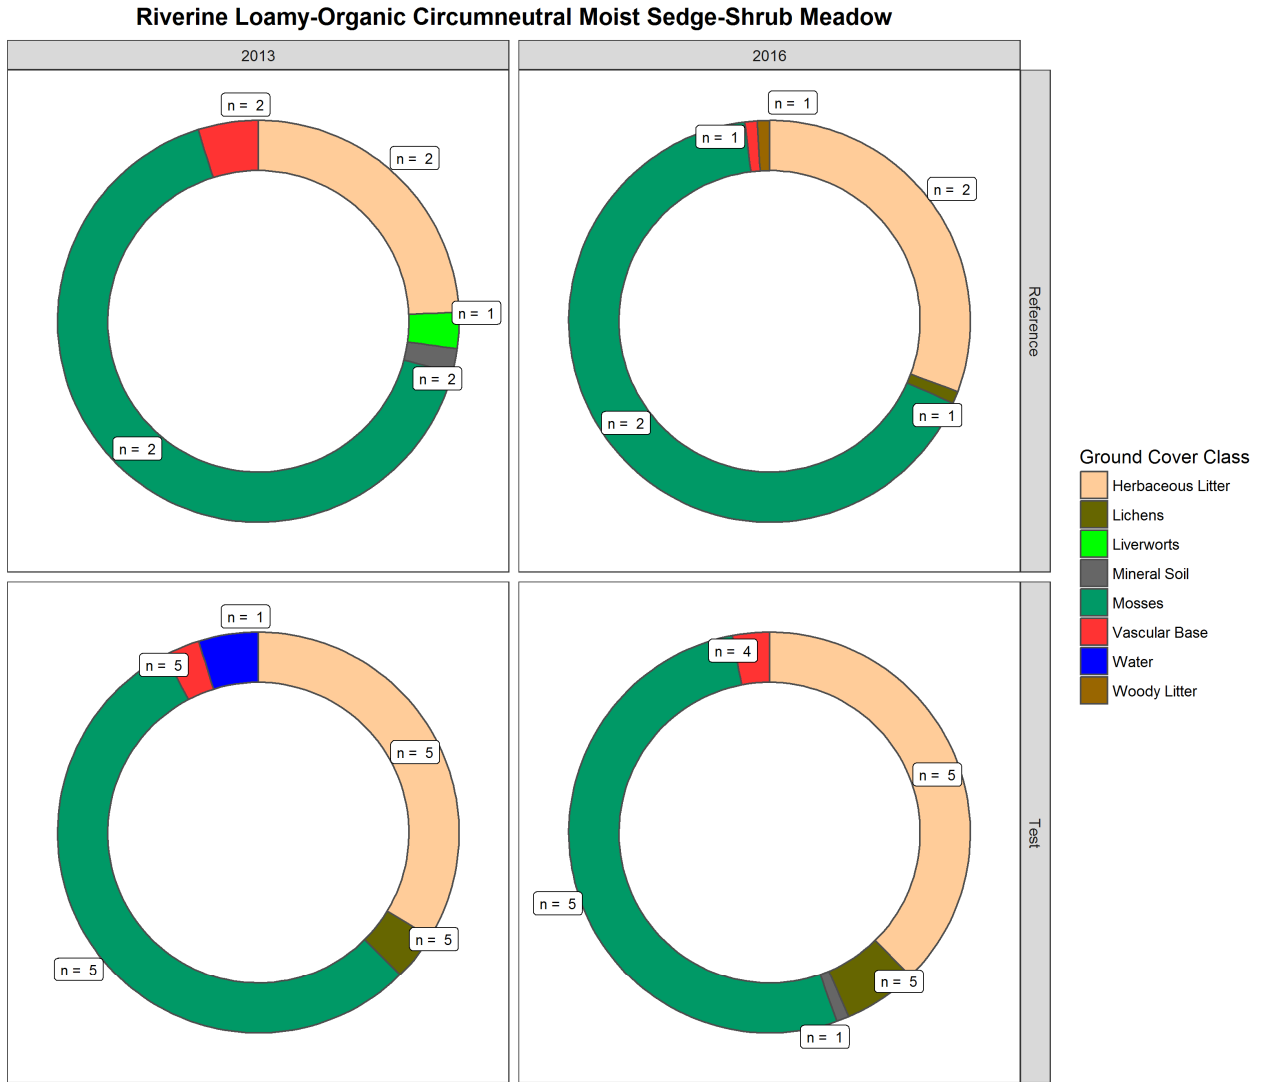 Riverine Loamy-Organic Circumneutral Moist Sedge-Shrub Meadow
2013
2016
n = 2
n = 2
n = 1
n = 2
n = 2
n = 1
n = 1
n = 2
n = 1
n = 2
Reference
n = 1
n = 5
n = 5
n = 5
n = 5
n = 4
n = 5
n = 5
n = 5
n = 1
Test
Ground Cover Class
Herbaceous Litter
Lichens
Liverworts
Mineral Soil
Mosses
Vascular Base
Water
Woody Litter